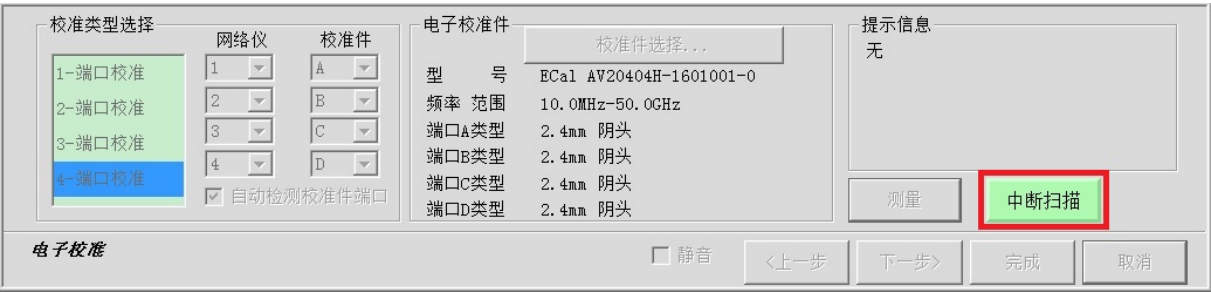 校准类型选择
网络仪 校准件
1-端口校准
2-端口校准
3-端口校准
4-端口校准
1 A
2 B
3 C
4 D
自动检测校准件端口
电子校准件
校准件选择...
型 号 ECal AV20404H-1601001-0
频率 范围 10.0MHz-50.0GHz
端口A类型 2.4mm 阴头
端口B类型 2.4mm 阴头
端口C类型 2.4mm 阴头
端口D类型 2.4mm 阴头
提示信息
无
测量 中断扫描
电子校准 静音 <上一步 下一步> 完成 取消